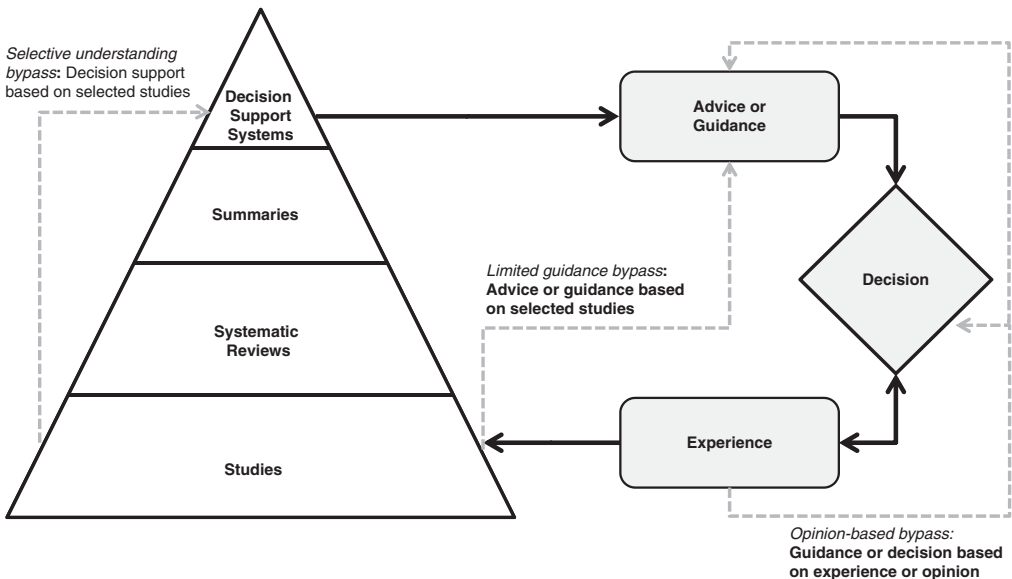 Selective understanding
bypass: Decision support
based on selected studies
Decision
Support
Systems
Advice or
Guidance
Summaries
Limited guidance bypass:
Advice or guidance based
on selected studies
Decision
Systematic
Reviews
Experience
Studies
Opinion-based bypass:
Guidance or decision based
on experience or opinion